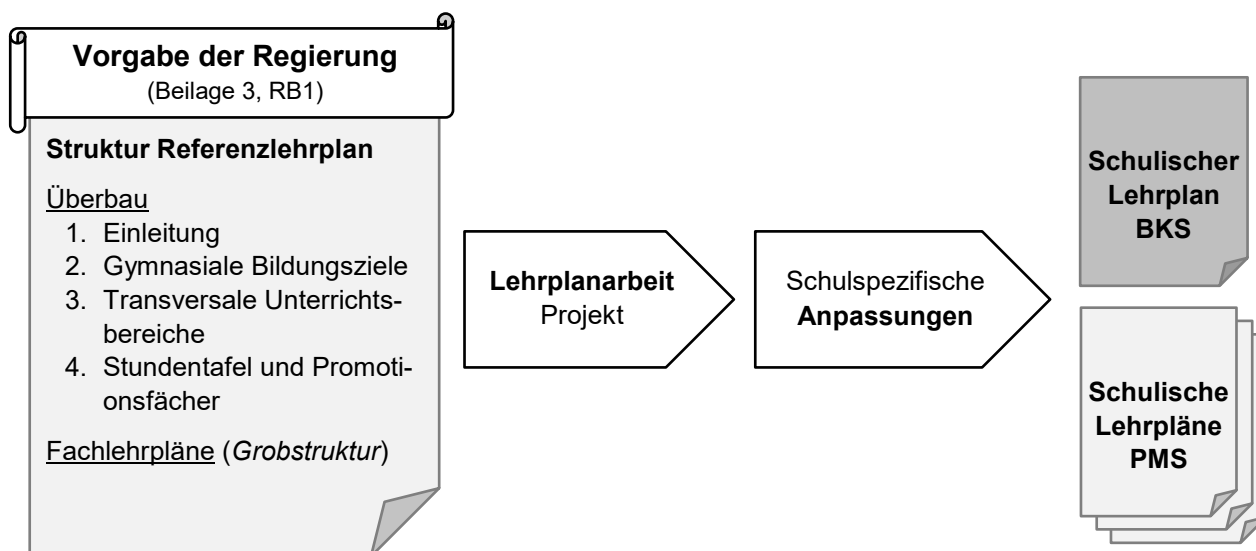 Vorgabe der Regierung
(Beilage 3, RB1)
Struktur Referenzlehrplan
Überbau
1. Einleitung
2. Gymnasiale Bildungsziele
3. Transversale Unterrichts-
bereiche
4. Stundentafel und Promoti-
onsfächer
Fachlehrpläne (Grobstruktur)
Lehrplanarbeit
Projekt
Schulspezifische
Anpassungen
Schulischer
Lehrplan
BKS
Schulische
Lehrpläne
PMS